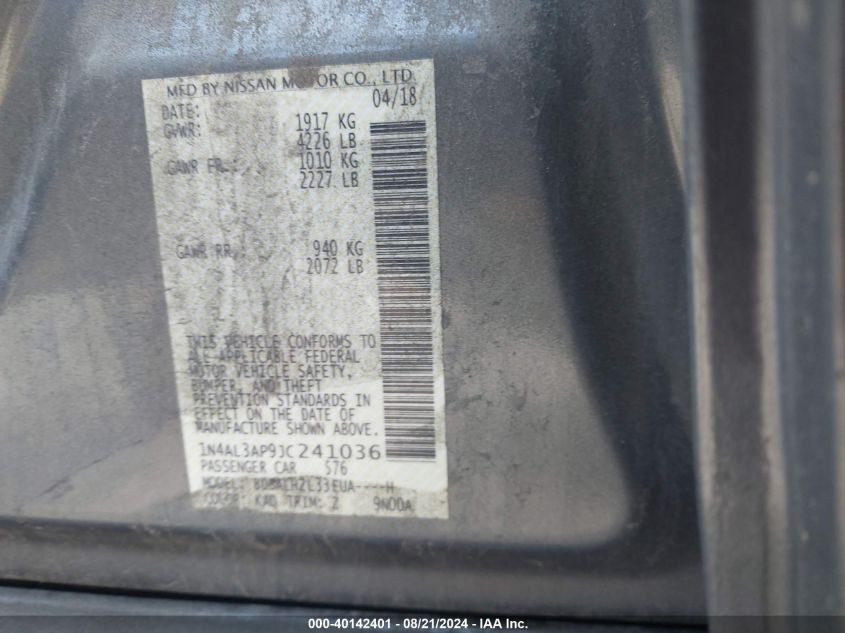 MFD BY NISSAN MOTOR CO., LTD.
DATE: 04/18
GVWR: 1917 KG
4226 LB
GAWR FR.: 1010 KG
2227 LB
GAWR RR.: 940 KG
2072 LB
THIS VEHICLE CONFORMS TO
ALL APPLICABLE FEDERAL
MOTOR VEHICLE SAFETY,
BUMPER, AND THEFT
PREVENTION STANDARDS IN
EFFECT ON THE DATE OF
MANUFACTURE SHOWN ABOVE.
1N4AL3AP9JC241036
PASSENGER CAR 576
MODEL: EUA----H
COLOR: KAD TRIM: Z 9N00A
000-40142401 - 08/21/2024 - IAAI Inc.